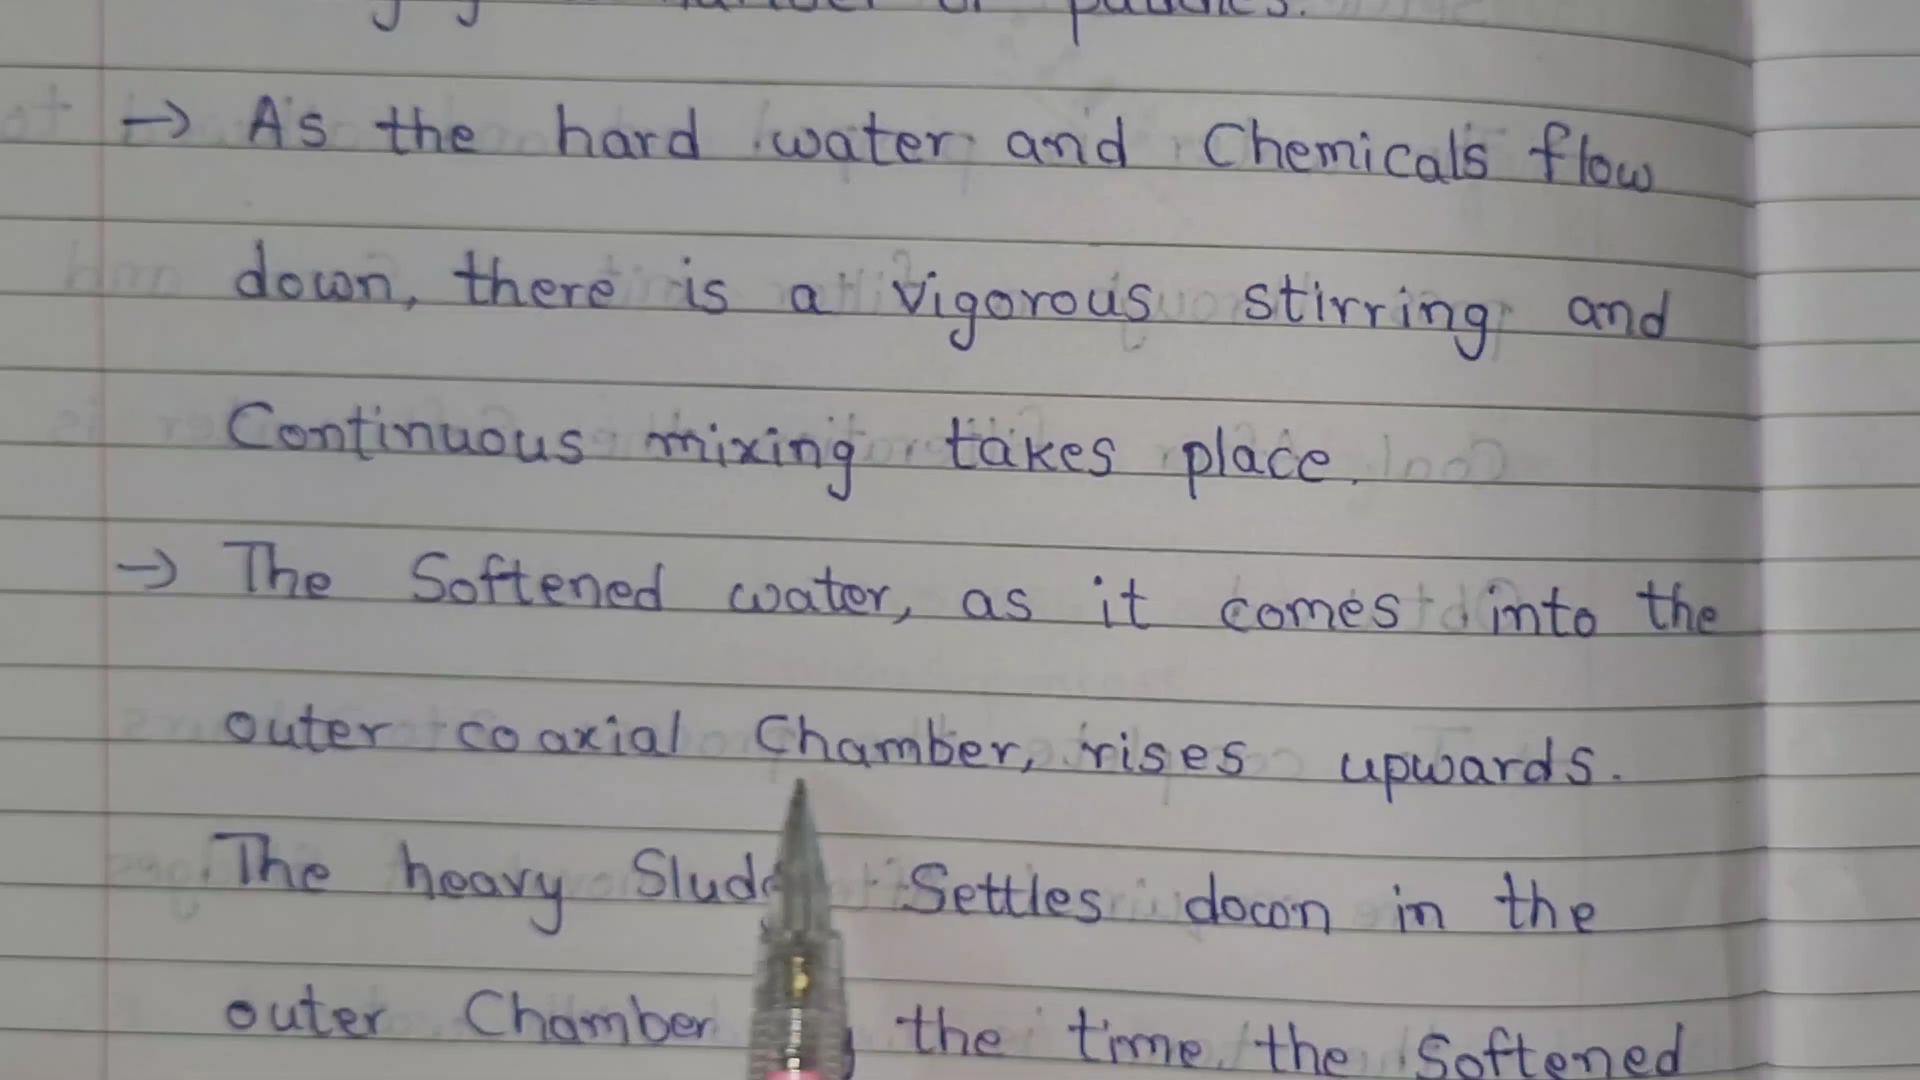 of
→ As the hard water and Chemicals flow
down, there is a vigorous stirring and
Continuous mixing takes place.
→ The Softened water, as it comes into the
outer coaxial Chamber, rises upwards.
The heavy Settles down in the
outer Chamber the time the Softened